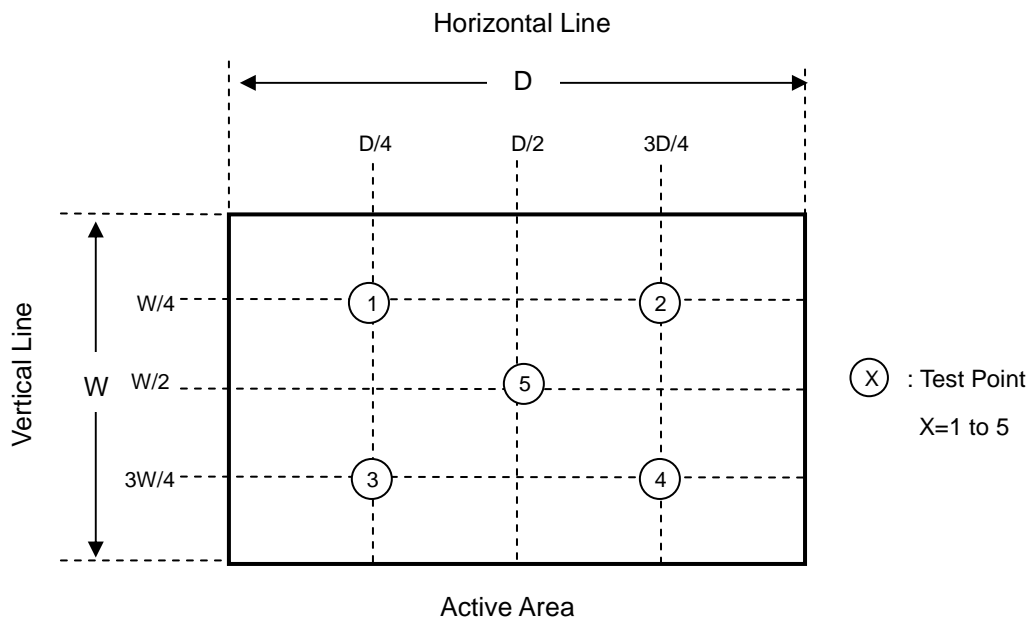 Horizontal Line
D
D/4 D/2 3D/4
Vertical Line
W
W/4
1 2
W/2
5
X : Test Point
X=1 to 5
3W/4
3 4
Active Area